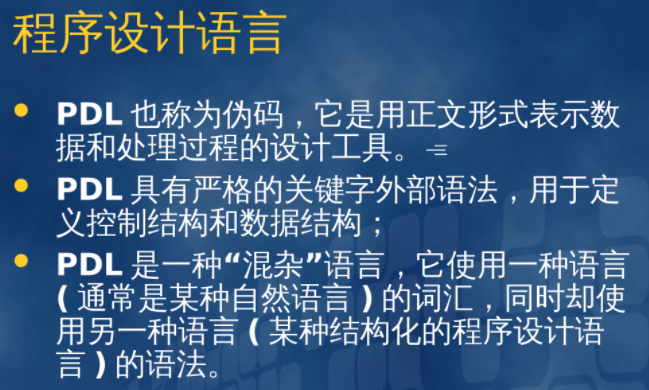 程序设计语言
PDL 也称为伪码，它是用正文形式表示数
据和处理过程的设计工具。
PDL 具有严格的关键字外部语法，用于定
义控制结构和数据结构；
PDL 是一种“混杂”语言，它使用一种语言
( 通常是某种自然语言 ) 的词汇，同时却使
用另一种语言 ( 某种结构化的程序设计语
言 ) 的语法。